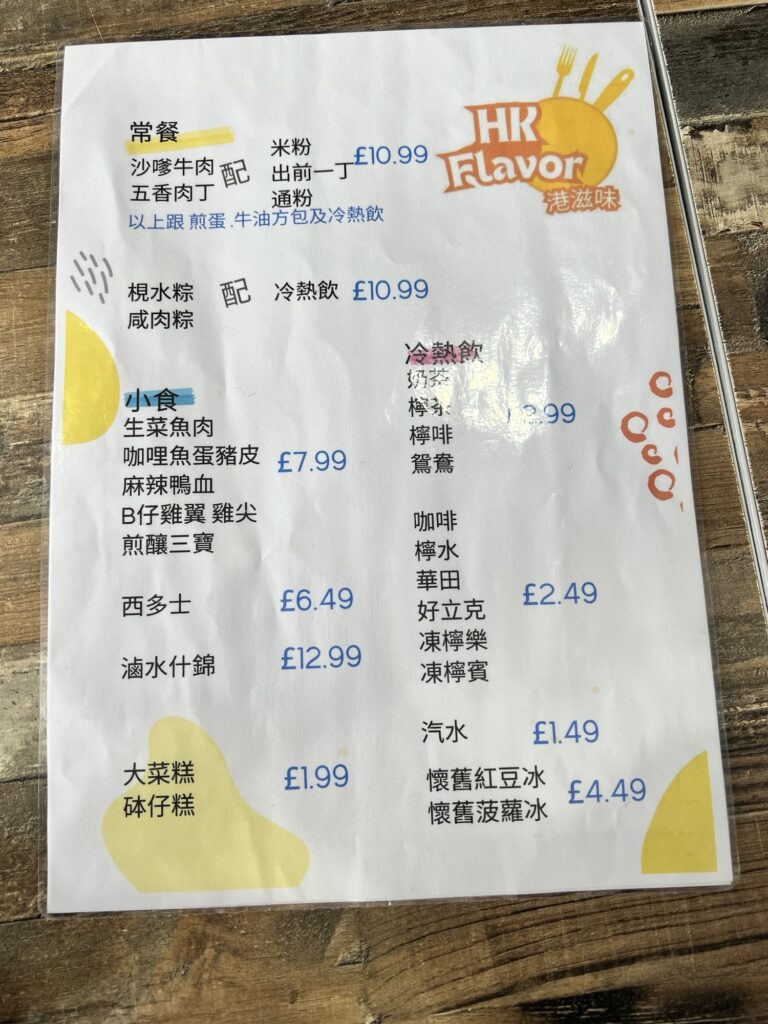 HK
Flavor
港滋味
常餐
沙嗲牛肉 配 米粉 £10.99
五香肉丁 出前一丁
通粉
以上跟 煎蛋 .牛油方包及冷熱飲
梘水粽 配 冷熱飲 £10.99
咸肉粽
小食
生菜魚肉
咖哩魚蛋豬皮 £7.99
麻辣鴨血
B仔雞翼 雞尖
煎釀三寶
西多士 £6.49
滷水什錦 £12.99
大菜糕 £1.99
砵仔糕
冷熱飲
奶茶
檸茶
檸啡
鴛鴦
咖啡
檸水
華田 £2.49
好立克
凍檸樂
凍檸賓
汽水 £1.49
懷舊紅豆冰 £4.49
懷舊菠蘿冰